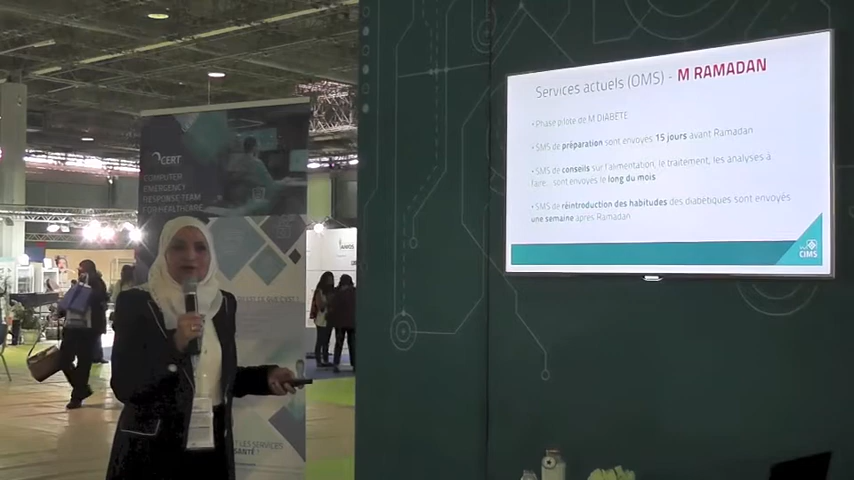 Services actuels (OMS) - M RAMADAN
• Phase pilote de M DIABETE
• SMS de préparation sont envoyés 15 jours avant Ramadan
• SMS de conseils sur l'alimentation, le traitement, les analyses a
faire... sont envoyés le long du mois
• SMS de réintroduction des habitudes des diabétiques sont envoyés
une semaine après Ramadan
CIMS
CERT
COMPUTER
EMERGENCY
RESPONSE TEAM
FOR HEALTHCARE